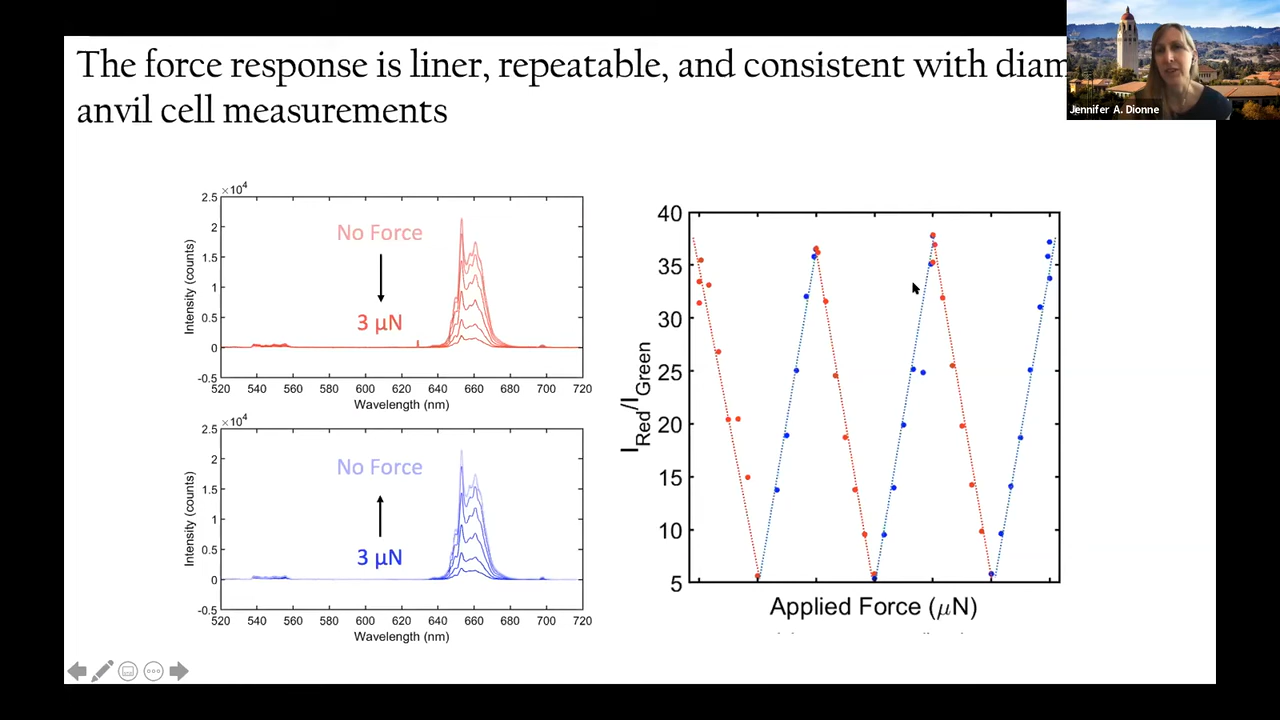 The force response is liner, repeatable, and consistent with diam
anvil cell measurements
Jennifer A. Dionne
×10⁴
2.5
2
1.5
1
0.5
0
-0.5
Intensity (counts)
No Force
3 µN
520 540 560 580 600 620 640 660 680 700 720
Wavelength (nm)
×10⁴
2.5
2
1.5
1
0.5
0
-0.5
Intensity (counts)
No Force
3 µN
520 540 560 580 600 620 640 660 680 700 720
Wavelength (nm)
40
35
30
25
20
15
10
5
I_Red/I_Green
Applied Force (µN)